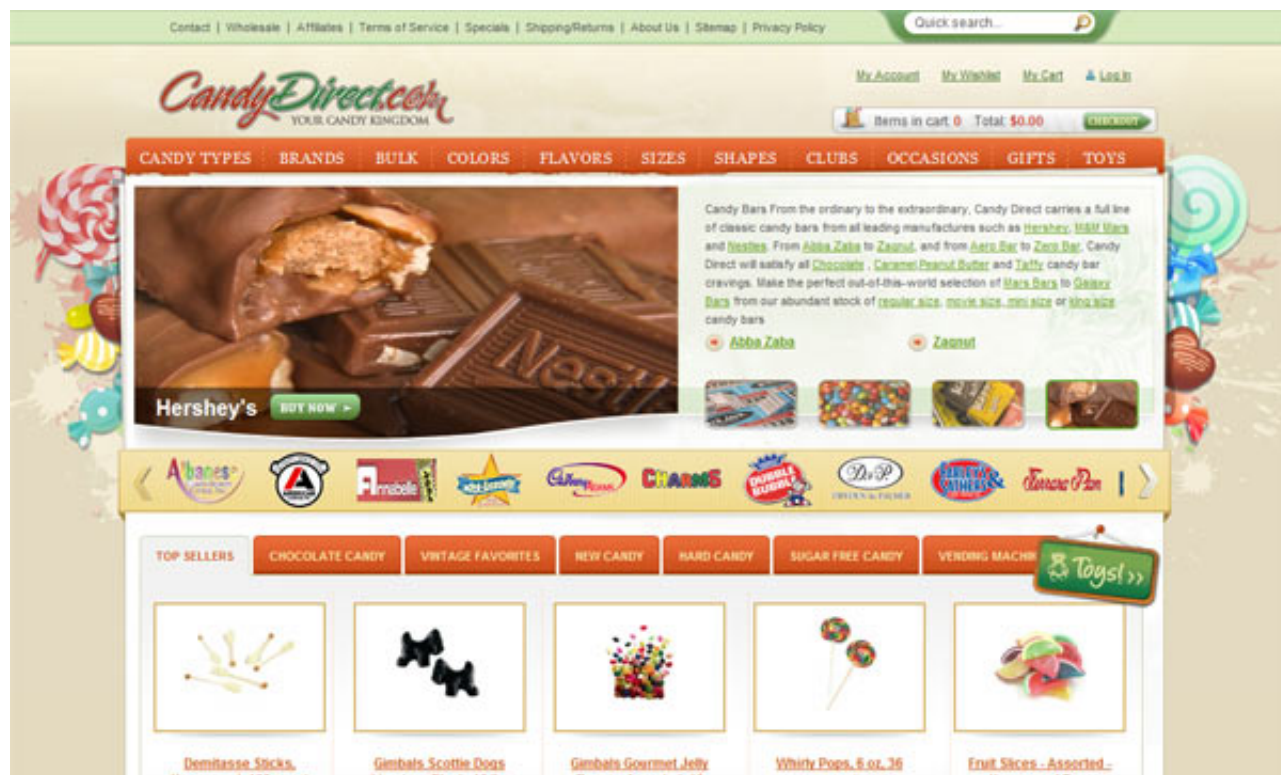 Contact | Wholesale | Affiliates | Terms of Service | Specials | Shipping/Returns | About Us | Sitemap | Privacy Policy
Quick search...
CandyDirect.com
YOUR CANDY KINGDOM
My Account My Wishlist My Cart Log In
Items in cart 0 Total: $0.00 CHECKOUT
CANDY TYPES BRANDS BULK COLORS FLAVORS SIZES SHAPES CLUBS OCCASIONS GIFTS TOYS
Candy Bars From the ordinary to the extraordinary, Candy Direct carries a full line
of classic candy bars from all leading manufactures such as Hershey, M&M Mars
and Nestles. From Abba Zaba to Zagnut, and from Aero Bar to Zero Bar, Candy
Direct will satisfy all Chocolate , Caramel,Peanut Butter and Taffy candy bar
cravings. Make the perfect out-of-this-world selection of Mars Bars to Galaxy
Bars from our abundant stock of regular size, movie size, mini size or king size
candy bars
Abba Zaba Zagnut
Nestl
Hershey's BUY NOW
Albanese Annabelle Cadbury CHARMS DUBBLE BUBBLE FARLEY'S & BRACHS Ferrara Pan
TOP SELLERS CHOCOLATE CANDY VINTAGE FAVORITES NEW CANDY HARD CANDY SUGAR FREE CANDY VENDING MACHIN
Toys! >>
Demitasse Sticks, Gimbals Scottie Dogs Gimbals Gourmet Jelly Whirly Pops, 6 oz, 36 Fruit Slices - Assorted -